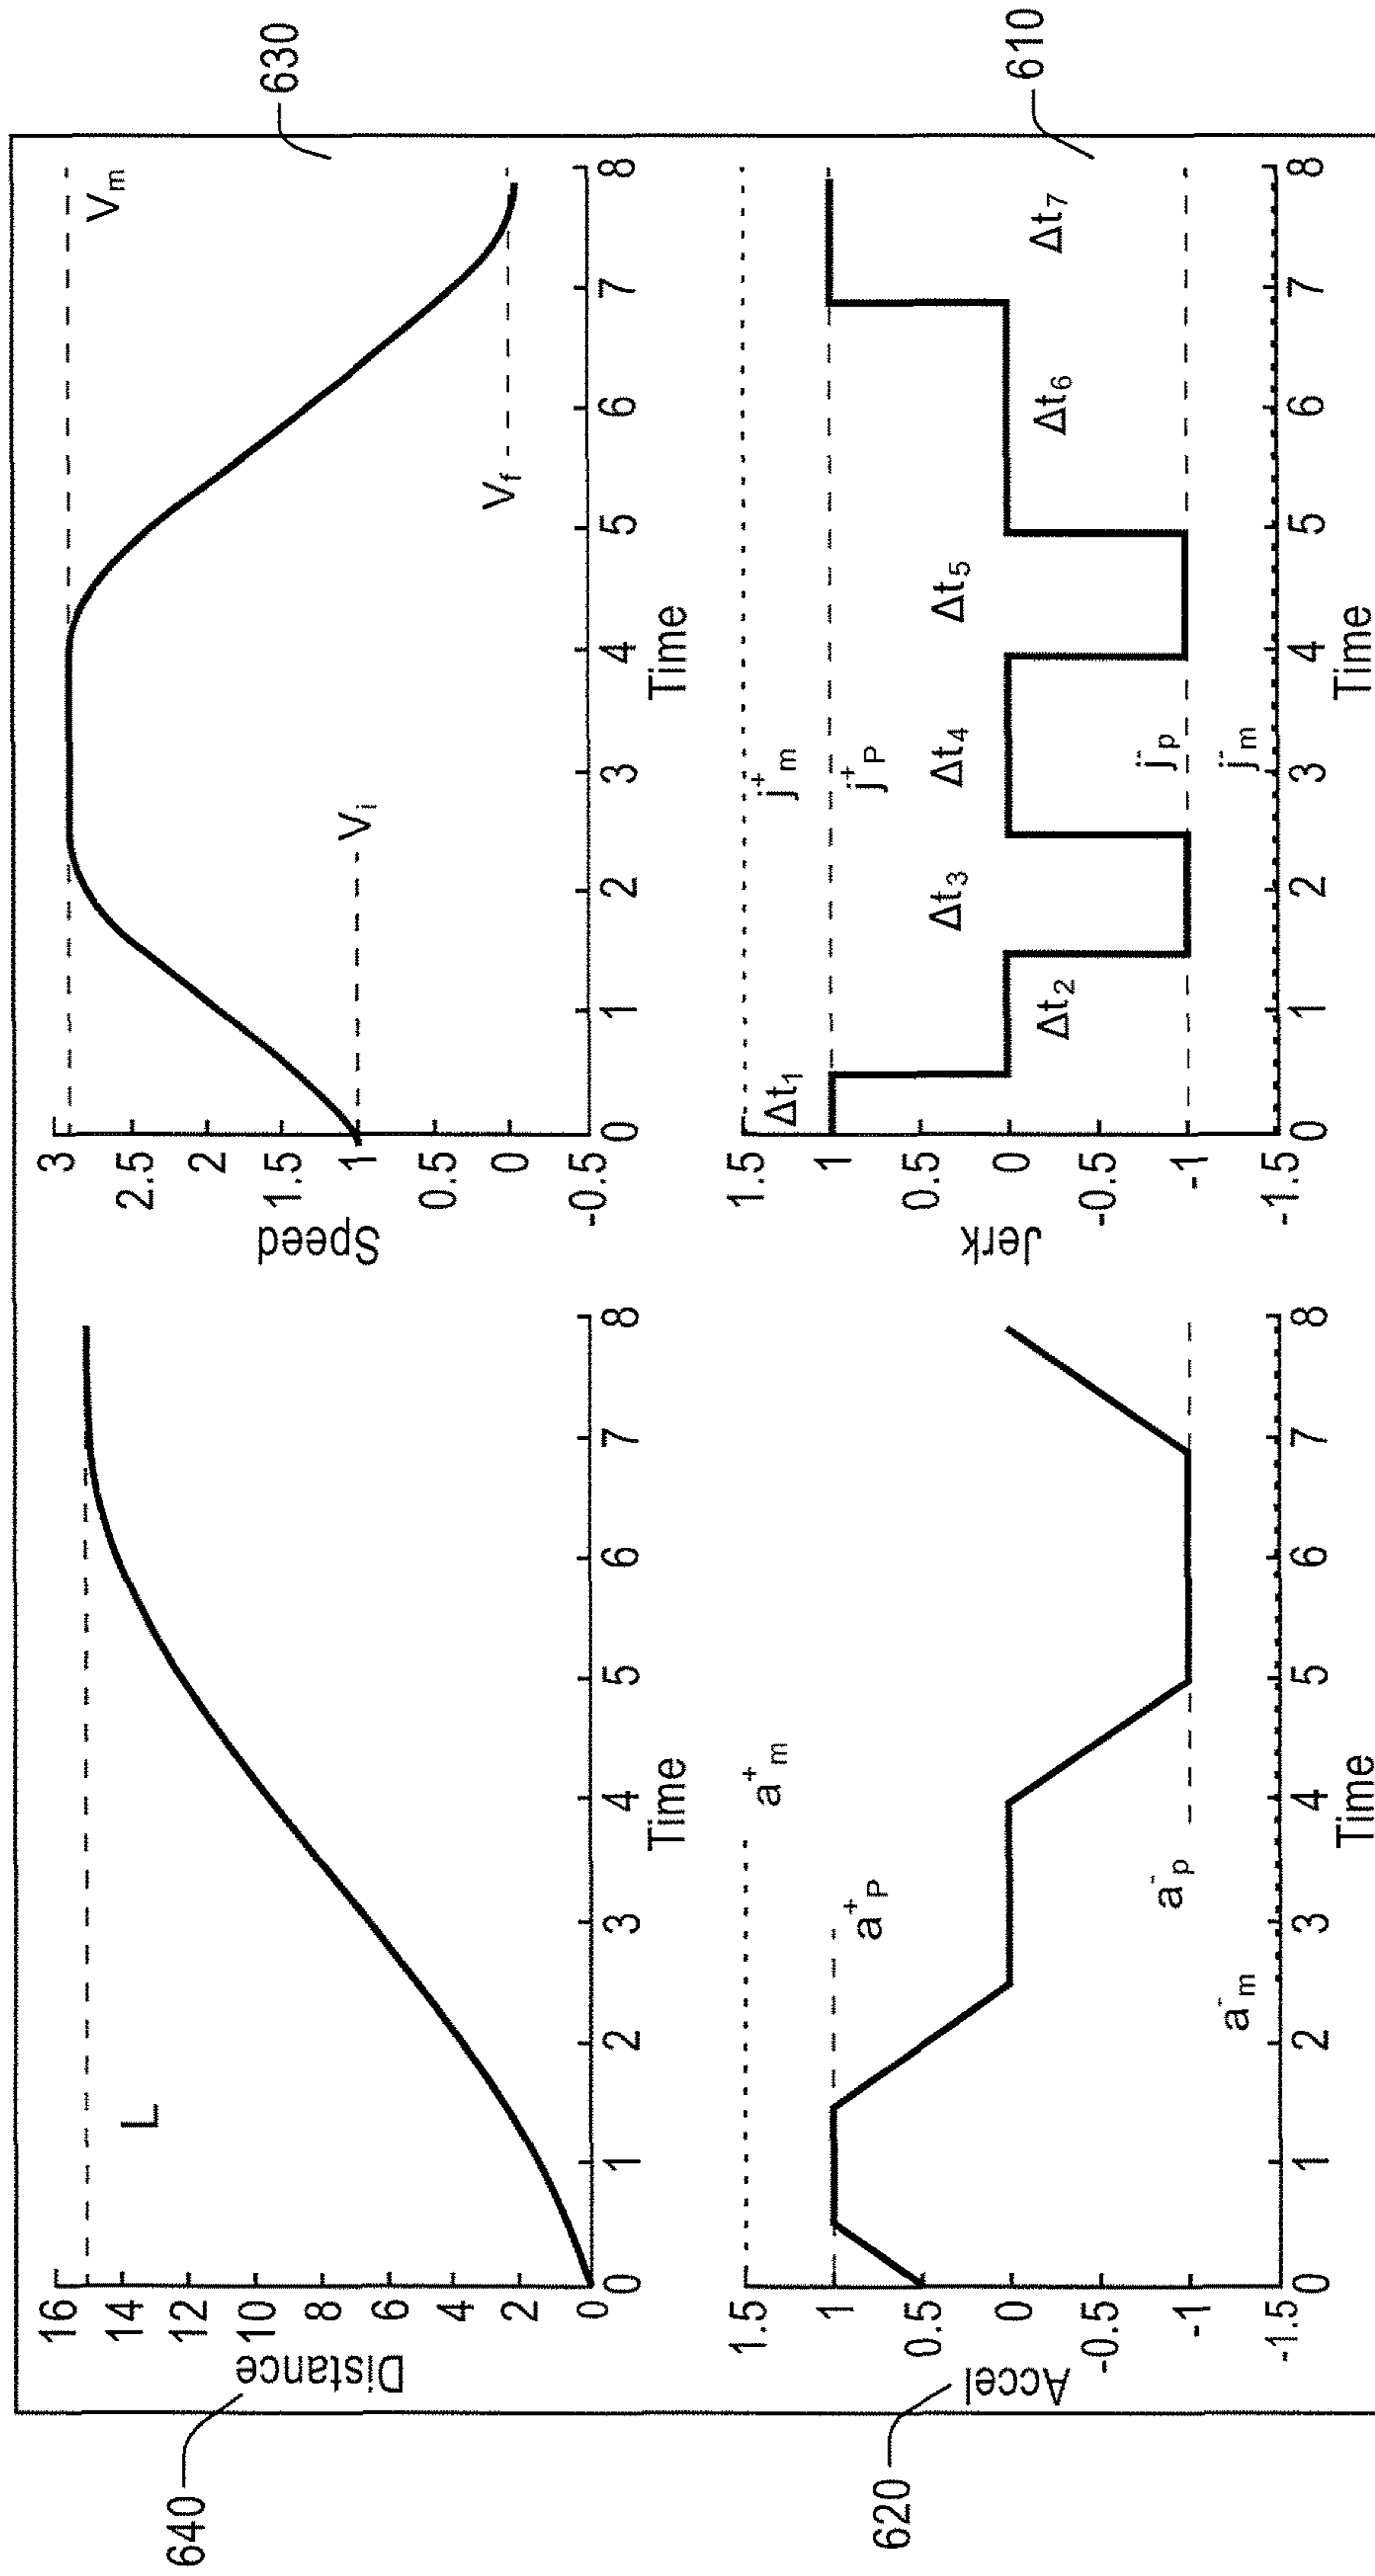 640
Distance
16
14
12
10
8
6
4
2
0
L
0 1 2 3 4 5 6 7 8
Time
630
Speed
3
2.5
2
1.5
1
0.5
0
-0.5
Vm
Vi
Vf
0 1 2 3 4 5 6 7 8
Time
620
Accel
1.5
1
0.5
0
-0.5
-1
-1.5
a+m
a+P
a-p
a-m
0 1 2 3 4 5 6 7 8
Time
610
Jerk
1.5
1
0.5
0
-0.5
-1
-1.5
j+m
j+P
Δt1 Δt2 Δt3 Δt4 Δt5 Δt6 Δt7
j-p
j-m
0 1 2 3 4 5 6 7 8
Time